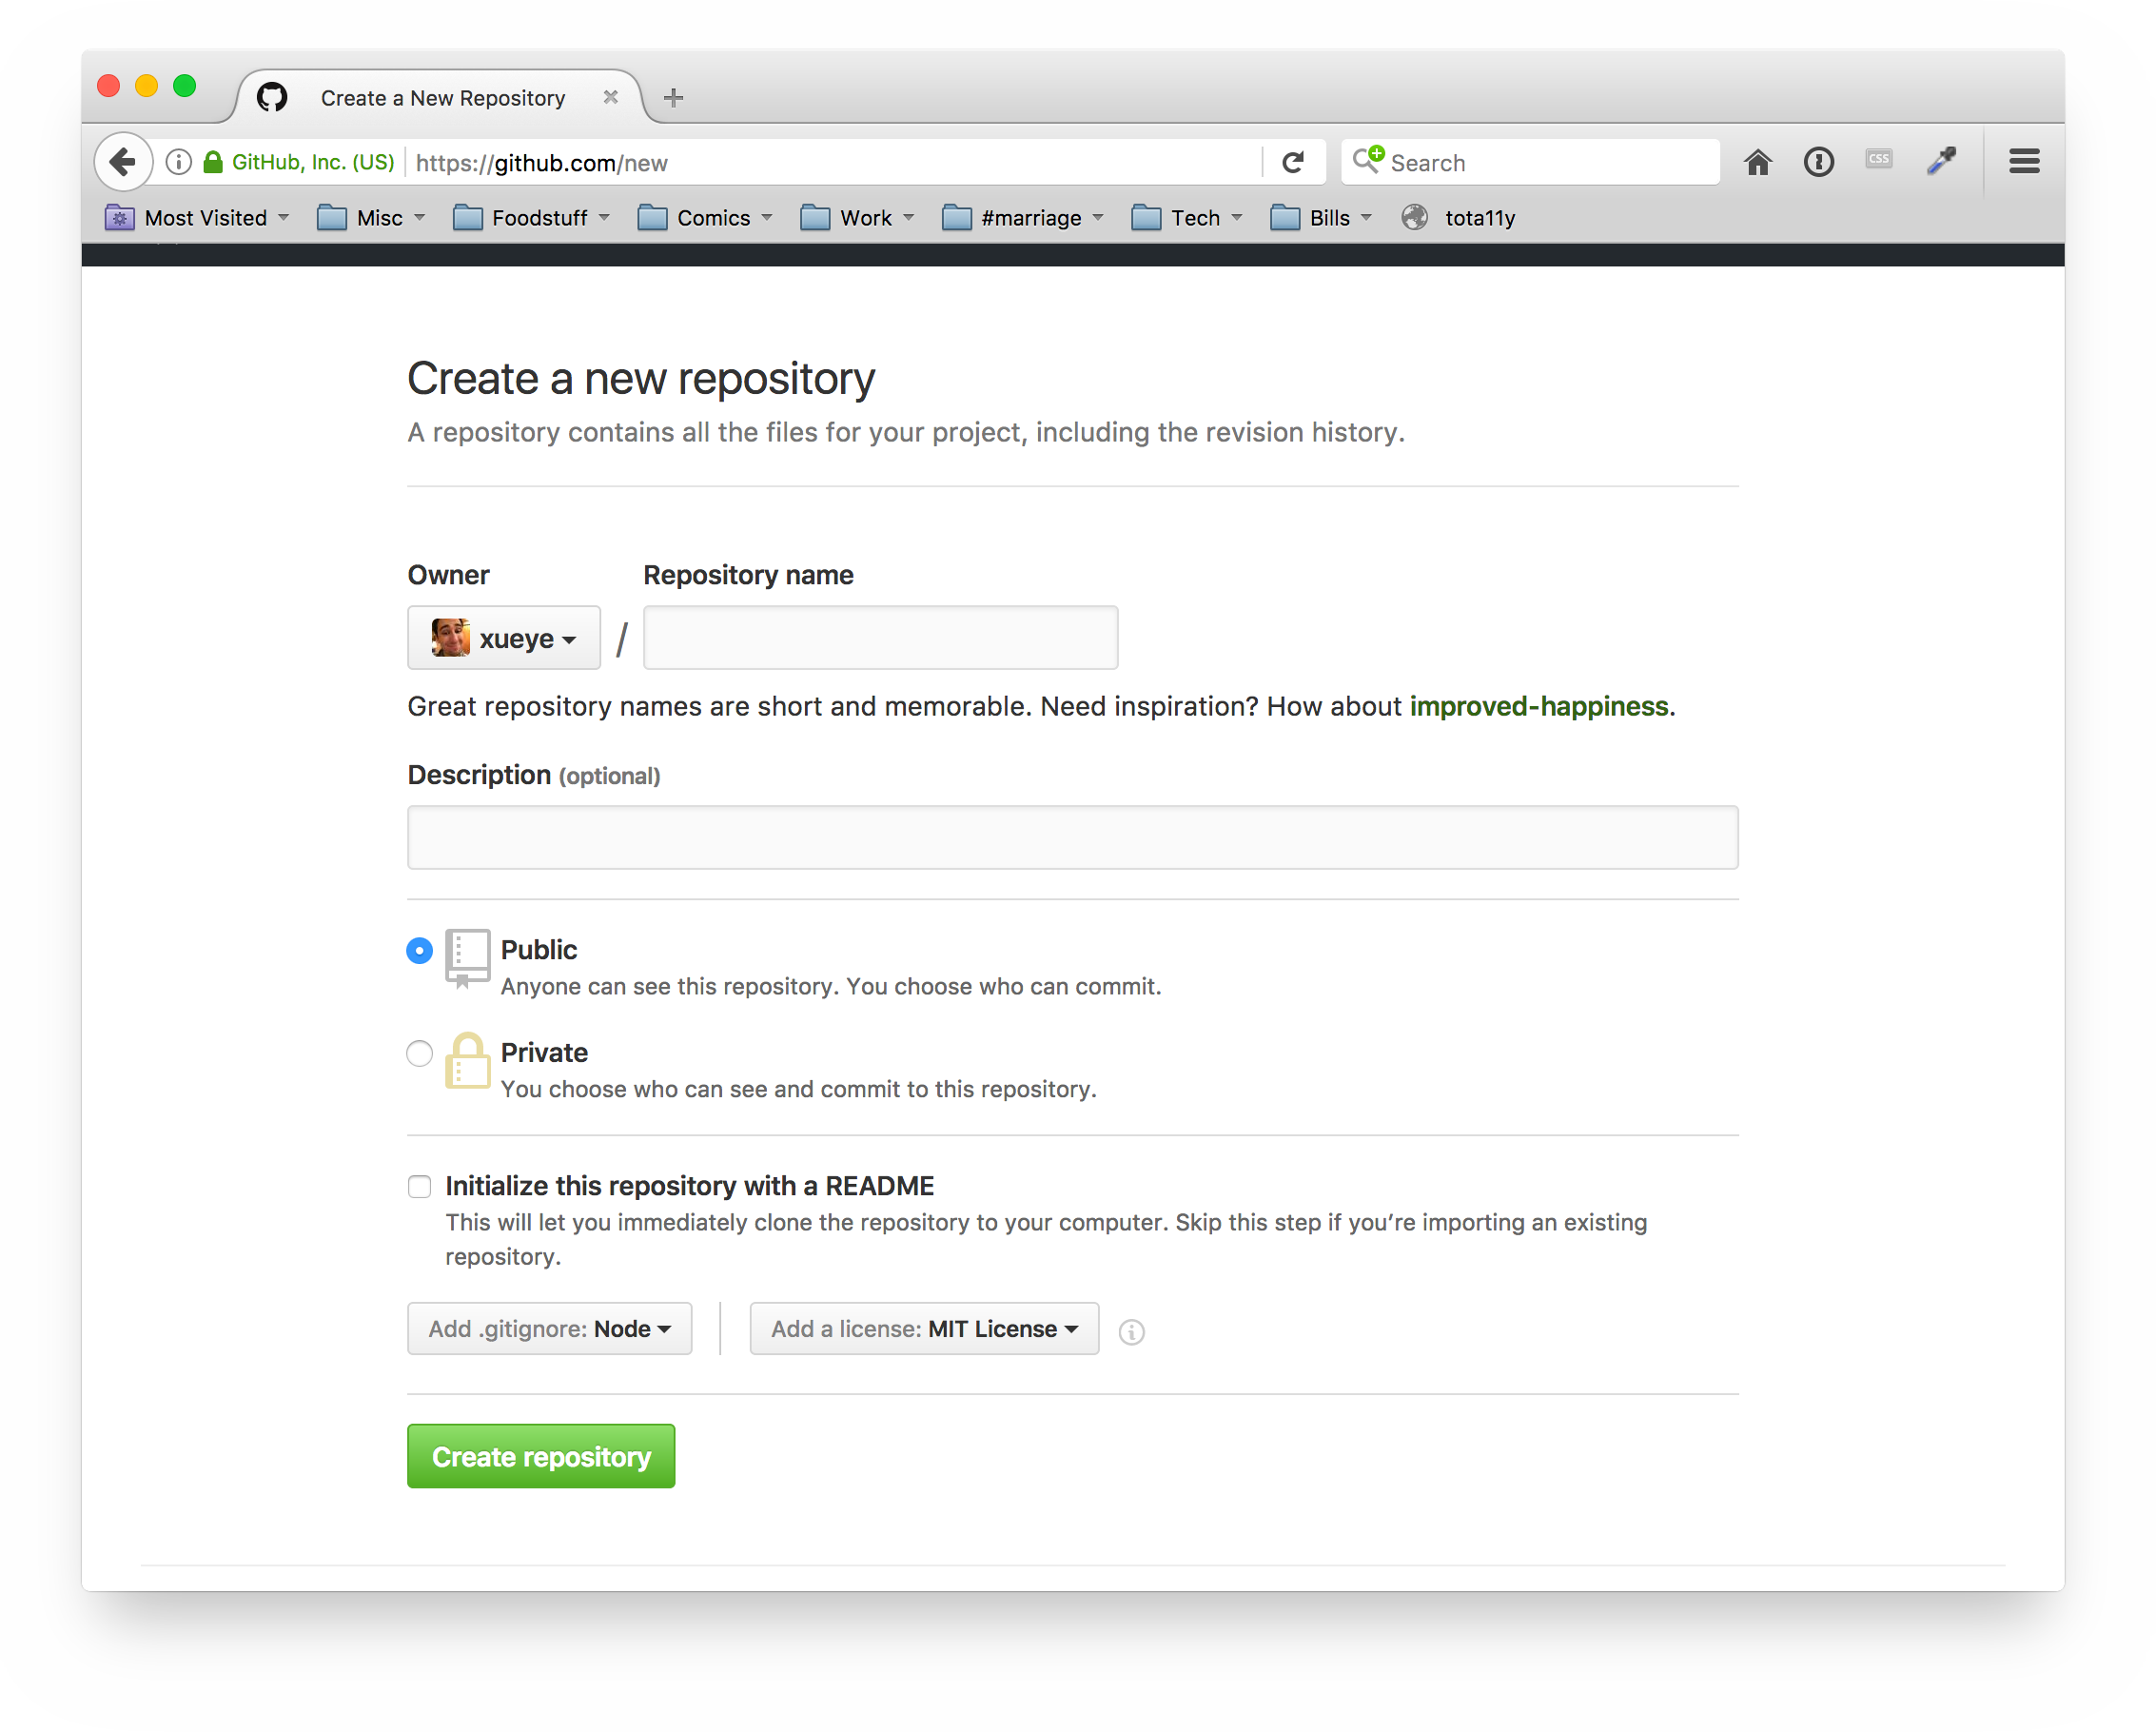 Create a New Repository
GitHub, Inc. (US) https://github.com/new Search CSS
Most Visited Misc Foodstuff Comics Work #marriage Tech Bills tota11y
Create a new repository
A repository contains all the files for your project, including the revision history.
Owner Repository name
xueye /
Great repository names are short and memorable. Need inspiration? How about improved-happiness.
Description (optional)
Public
Anyone can see this repository. You choose who can commit.
Private
You choose who can see and commit to this repository.
Initialize this repository with a README
This will let you immediately clone the repository to your computer. Skip this step if you’re importing an existing
repository.
Add .gitignore: Node Add a license: MIT License
Create repository